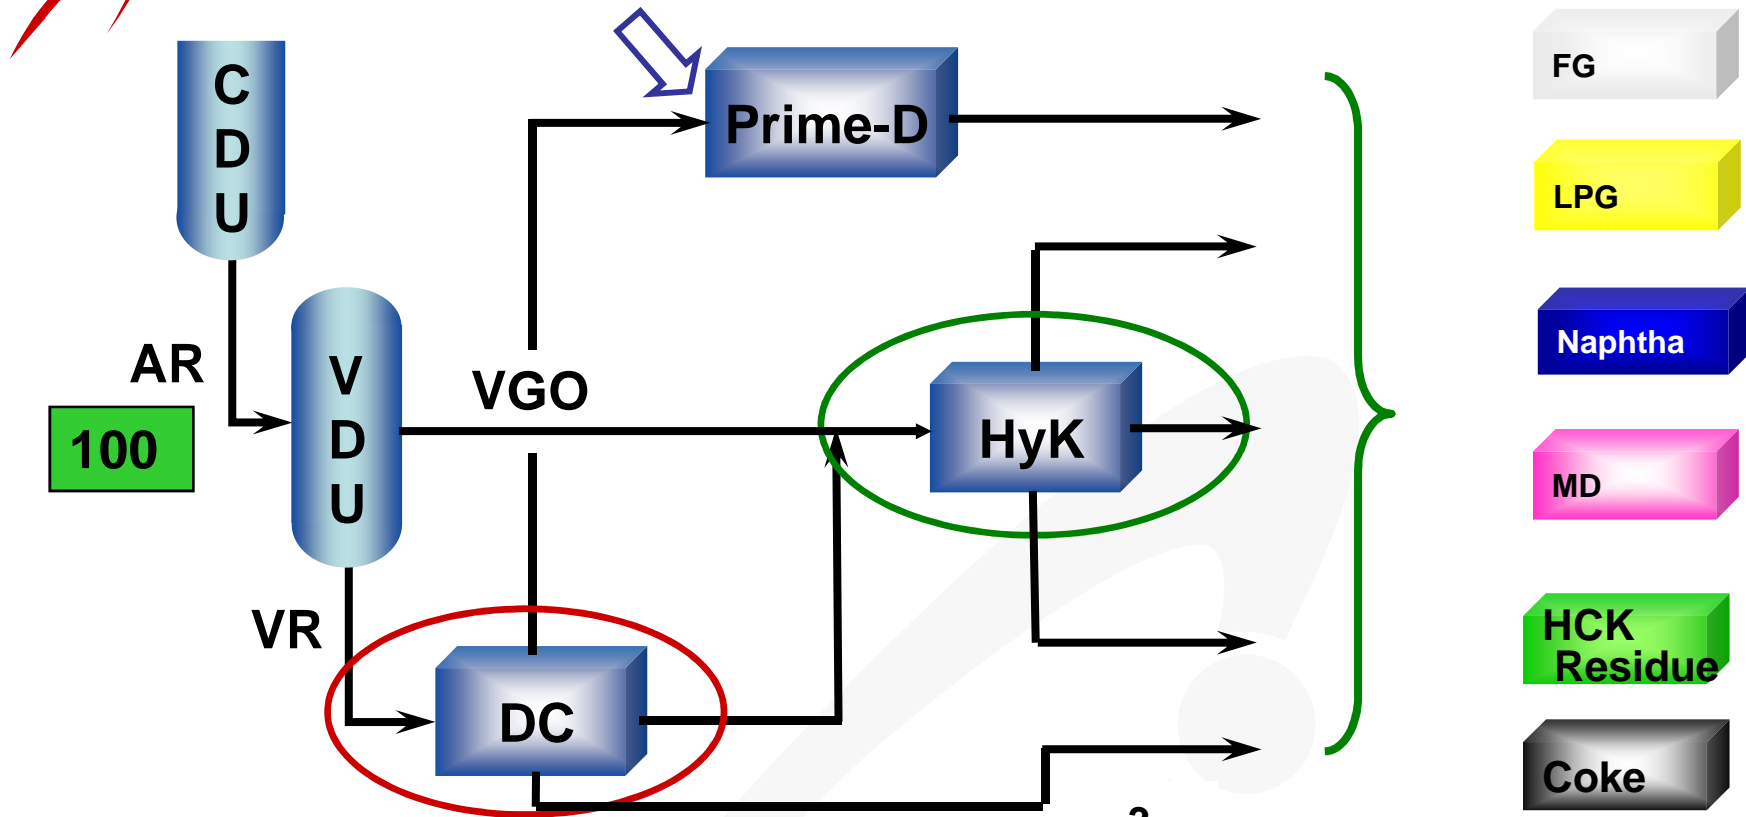 C
D
U
Prime-D
FG
LPG
Naphtha
AR
V
D
U
VGO
100
HyK
MD
VR
HCK
Residue
DC
Coke